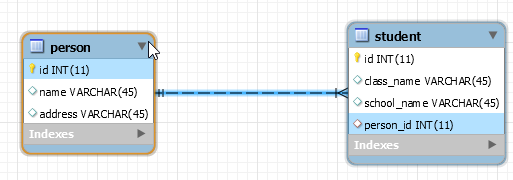 person
id INT(11)
name VARCHAR(45)
address VARCHAR(45)
Indexes
student
id INT(11)
class_name VARCHAR(45)
school_name VARCHAR(45)
person_id INT(11)
Indexes